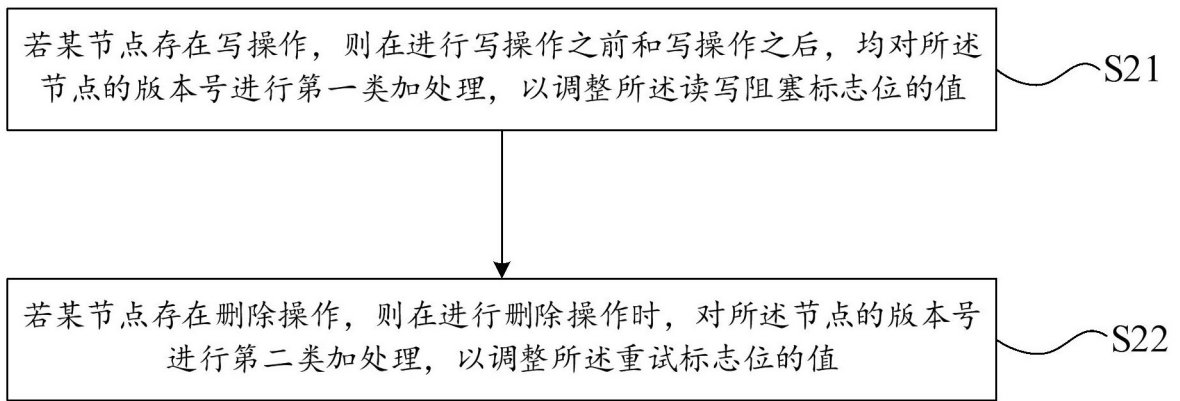 若某节点存在写操作，则在进行写操作之前和写操作之后，均对所述
节点的版本号进行第一类加处理，以调整所述读写阻塞标志位的值
S21
若某节点存在删除操作，则在进行删除操作时，对所述节点的版本号
进行第二类加处理，以调整所述重试标志位的值
S22